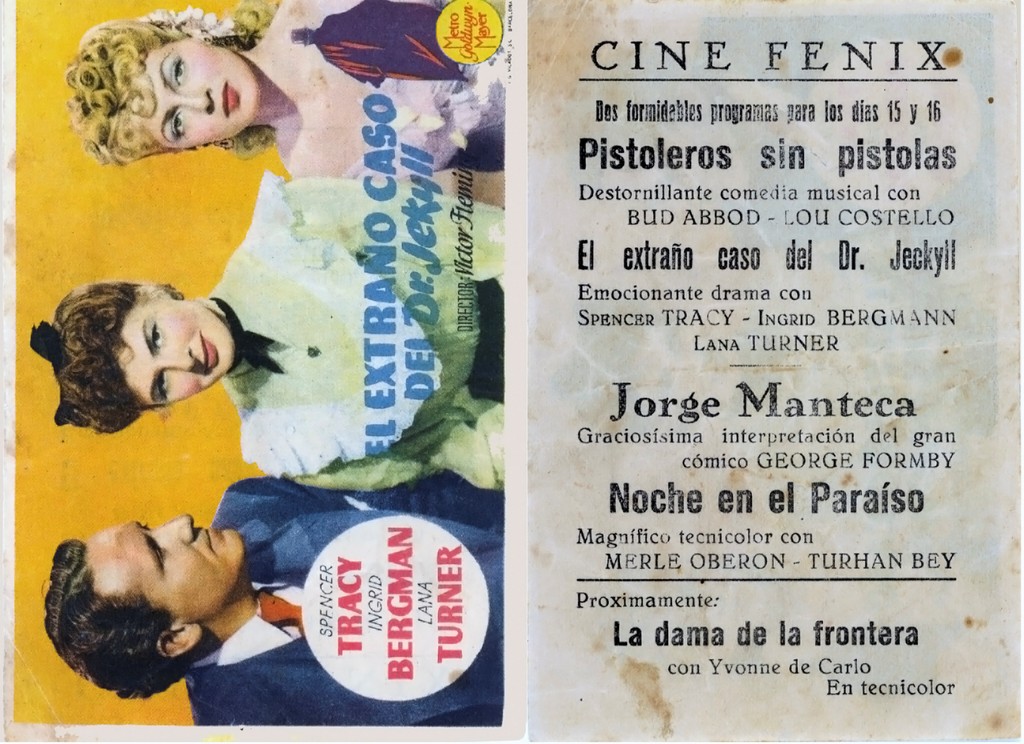 Metro
Goldwyn
Mayer
EL EXTRAÑO CASO
DEL Dr. Jekyll
DIRECTOR: Victor Fleming
SPENCER
TRACY
INGRID
BERGMAN
LANA
TURNER
CINE FENIX
Dos formidables programas para los días 15 y 16
Pistoleros sin pistolas
Destornillante comedia musical con
BUD ABBOD - LOU COSTELLO
El extraño caso del Dr. Jeckyll
Emocionante drama con
SPENCER TRACY - INGRID BERGMANN
LANA TURNER
Jorge Manteca
Graciosísima interpretación del gran
cómico GEORGE FORMBY
Noche en el Paraíso
Magnífico tecnicolor con
MERLE OBERON - TURHAN BEY
Proximamente:
La dama de la frontera
con Yvonne de Carlo
En tecnicolor